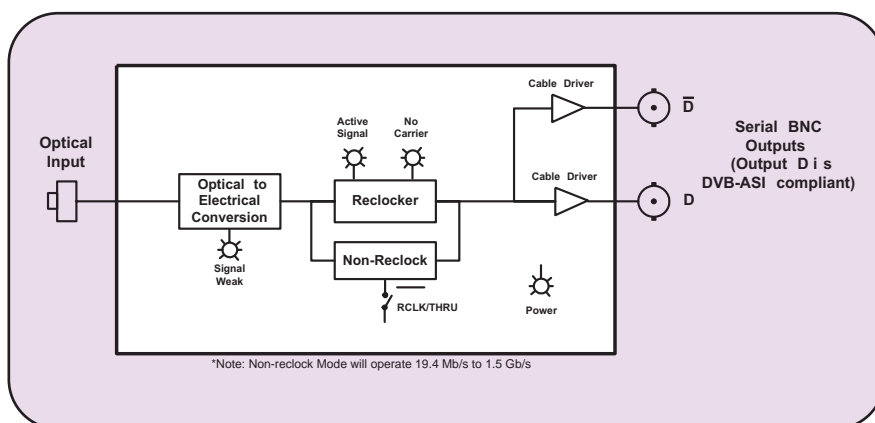 Cable Driver
D̅
Active
Signal
No
Carrier
Serial BNC
Outputs
(Output D i s
DVB-ASI compliant)
Optical
Input
Cable Driver
Optical to
Electrical
Conversion
Reclocker
D
Non-Reclock
Signal
Weak
RCLK/T̅H̅R̅U̅
Power
*Note: Non-reclock Mode will operate 19.4 Mb/s to 1.5 Gb/s